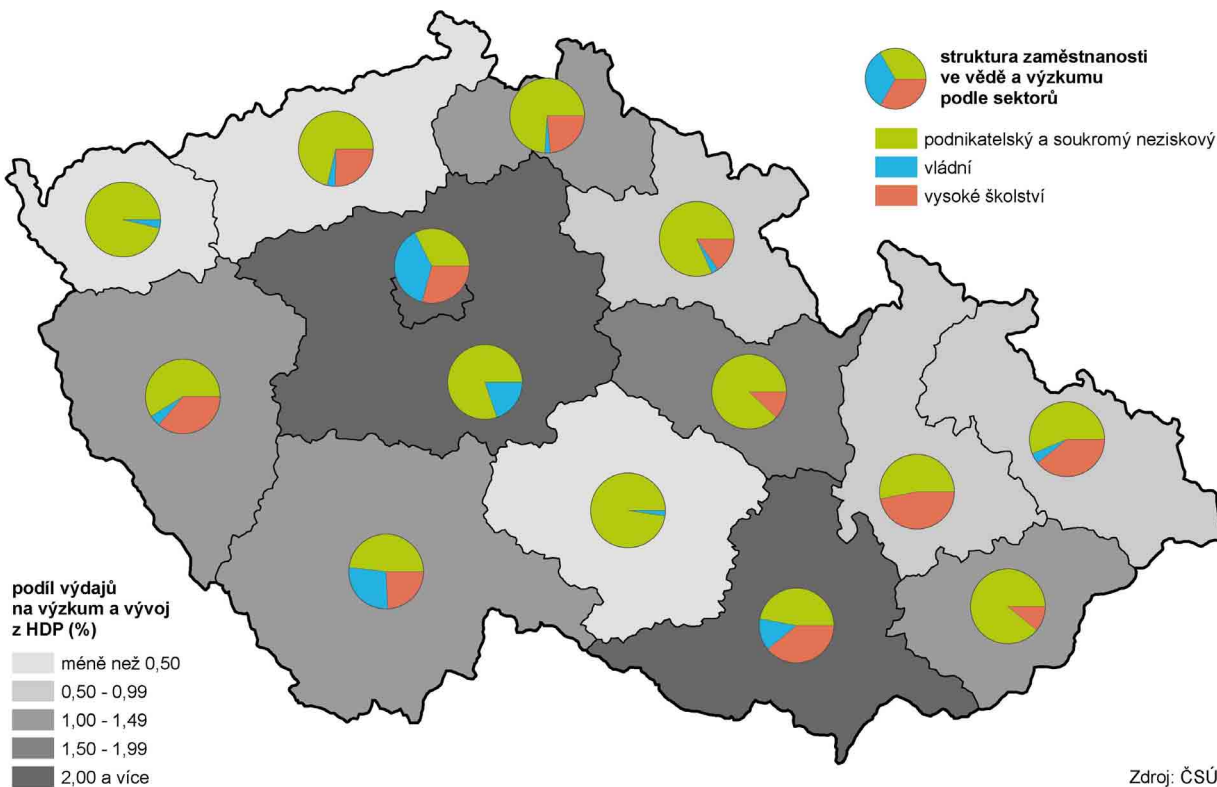 struktura zaměstnanosti
ve vědě a výzkumu
podle sektorů
podnikatelský a soukromý neziskový
vládní
vysoké školství
podíl výdajů
na výzkum a vývoj
z HDP (%)
méně než 0,50
0,50 - 0,99
1,00 - 1,49
1,50 - 1,99
2,00 a více
Zdroj: ČSÚ